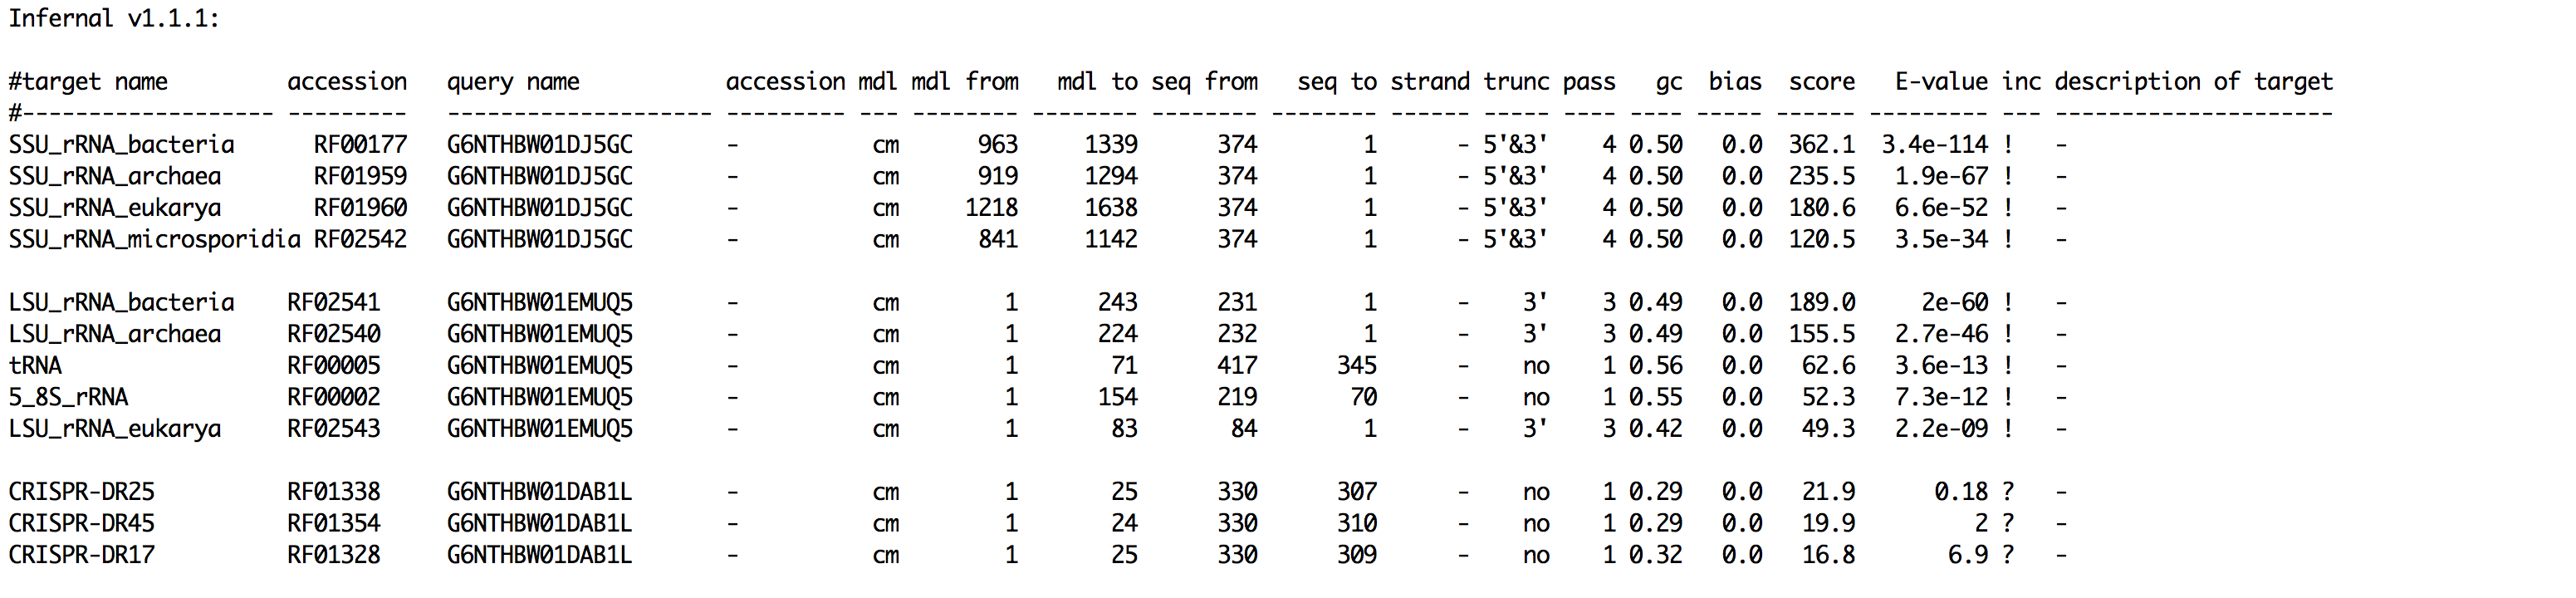 Infernal v1.1.1:
#target name accession query name accession mdl mdl from mdl to seq from seq to strand trunc pass gc bias score E-value inc description of target
#------------------- --------- -------------------- --------- --- -------- -------- -------- -------- ------ ----- ---- ---- ----- ------ --------- --- ---------------------
SSU_rRNA_bacteria RF00177 G6NTHBW01DJ5GC - cm 963 1339 374 1 - 5'&3' 4 0.50 0.0 362.1 3.4e-114 ! -
SSU_rRNA_archaea RF01959 G6NTHBW01DJ5GC - cm 919 1294 374 1 - 5'&3' 4 0.50 0.0 235.5 1.9e-67 ! -
SSU_rRNA_eukarya RF01960 G6NTHBW01DJ5GC - cm 1218 1638 374 1 - 5'&3' 4 0.50 0.0 180.6 6.6e-52 ! -
SSU_rRNA_microsporidia RF02542 G6NTHBW01DJ5GC - cm 841 1142 374 1 - 5'&3' 4 0.50 0.0 120.5 3.5e-34 ! -
LSU_rRNA_bacteria RF02541 G6NTHBW01EMUQ5 - cm 1 243 231 1 - 3' 3 0.49 0.0 189.0 2e-60 ! -
LSU_rRNA_archaea RF02540 G6NTHBW01EMUQ5 - cm 1 224 232 1 - 3' 3 0.49 0.0 155.5 2.7e-46 ! -
tRNA RF00005 G6NTHBW01EMUQ5 - cm 1 71 417 345 - no 1 0.56 0.0 62.6 3.6e-13 ! -
5_8S_rRNA RF00002 G6NTHBW01EMUQ5 - cm 1 154 219 70 - no 1 0.55 0.0 52.3 7.3e-12 ! -
LSU_rRNA_eukarya RF02543 G6NTHBW01EMUQ5 - cm 1 83 84 1 - 3' 3 0.42 0.0 49.3 2.2e-09 ! -
CRISPR-DR25 RF01338 G6NTHBW01DAB1L - cm 1 25 330 307 - no 1 0.29 0.0 21.9 0.18 ? -
CRISPR-DR45 RF01354 G6NTHBW01DAB1L - cm 1 24 330 310 - no 1 0.29 0.0 19.9 2 ? -
CRISPR-DR17 RF01328 G6NTHBW01DAB1L - cm 1 25 330 309 - no 1 0.32 0.0 16.8 6.9 ? -